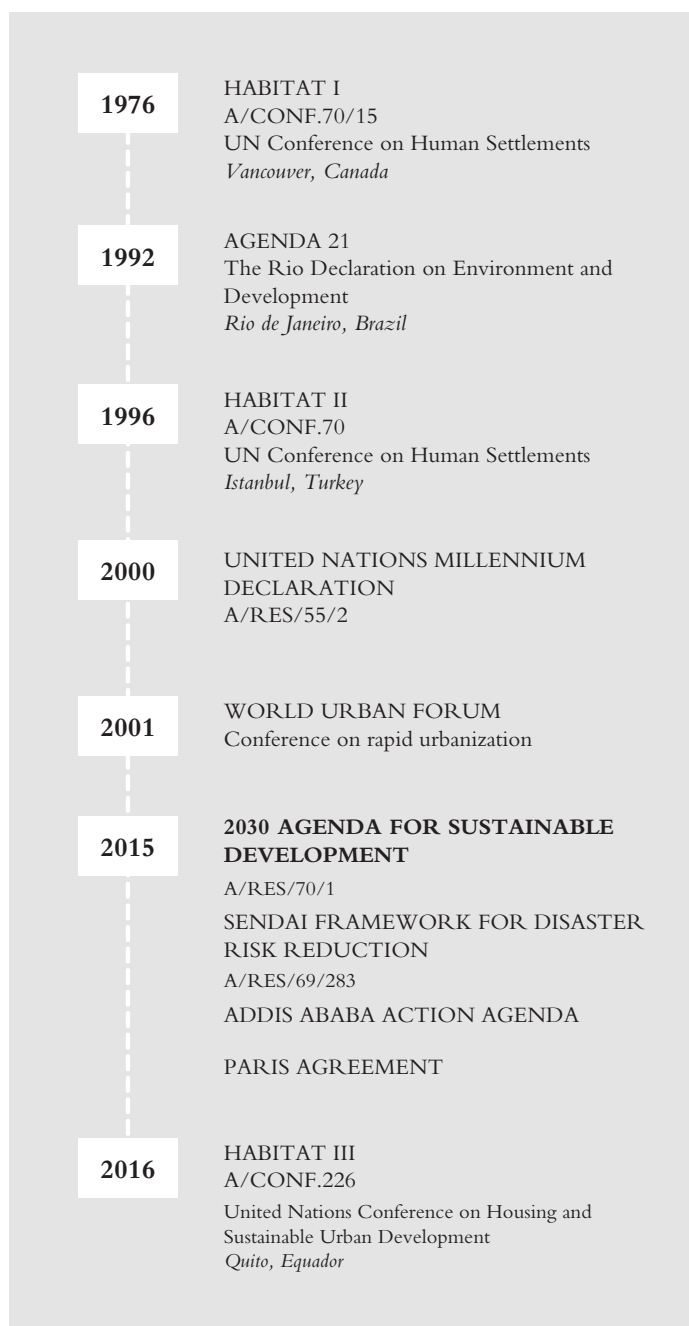 1976
HABITAT I
A/CONF.70/15
UN Conference on Human Settlements
Vancouver, Canada
1992
AGENDA 21
The Rio Declaration on Environment and
Development
Rio de Janeiro, Brazil
1996
HABITAT II
A/CONF.70
UN Conference on Human Settlements
Istanbul, Turkey
2000
UNITED NATIONS MILLENNIUM
DECLARATION
A/RES/55/2
2001
WORLD URBAN FORUM
Conference on rapid urbanization
2015
2030 AGENDA FOR SUSTAINABLE
DEVELOPMENT
A/RES/70/1
SENDAI FRAMEWORK FOR DISASTER
RISK REDUCTION
A/RES/69/283
ADDIS ABABA ACTION AGENDA
PARIS AGREEMENT
2016
HABITAT III
A/CONF.226
United Nations Conference on Housing and
Sustainable Urban Development
Quito, Equador